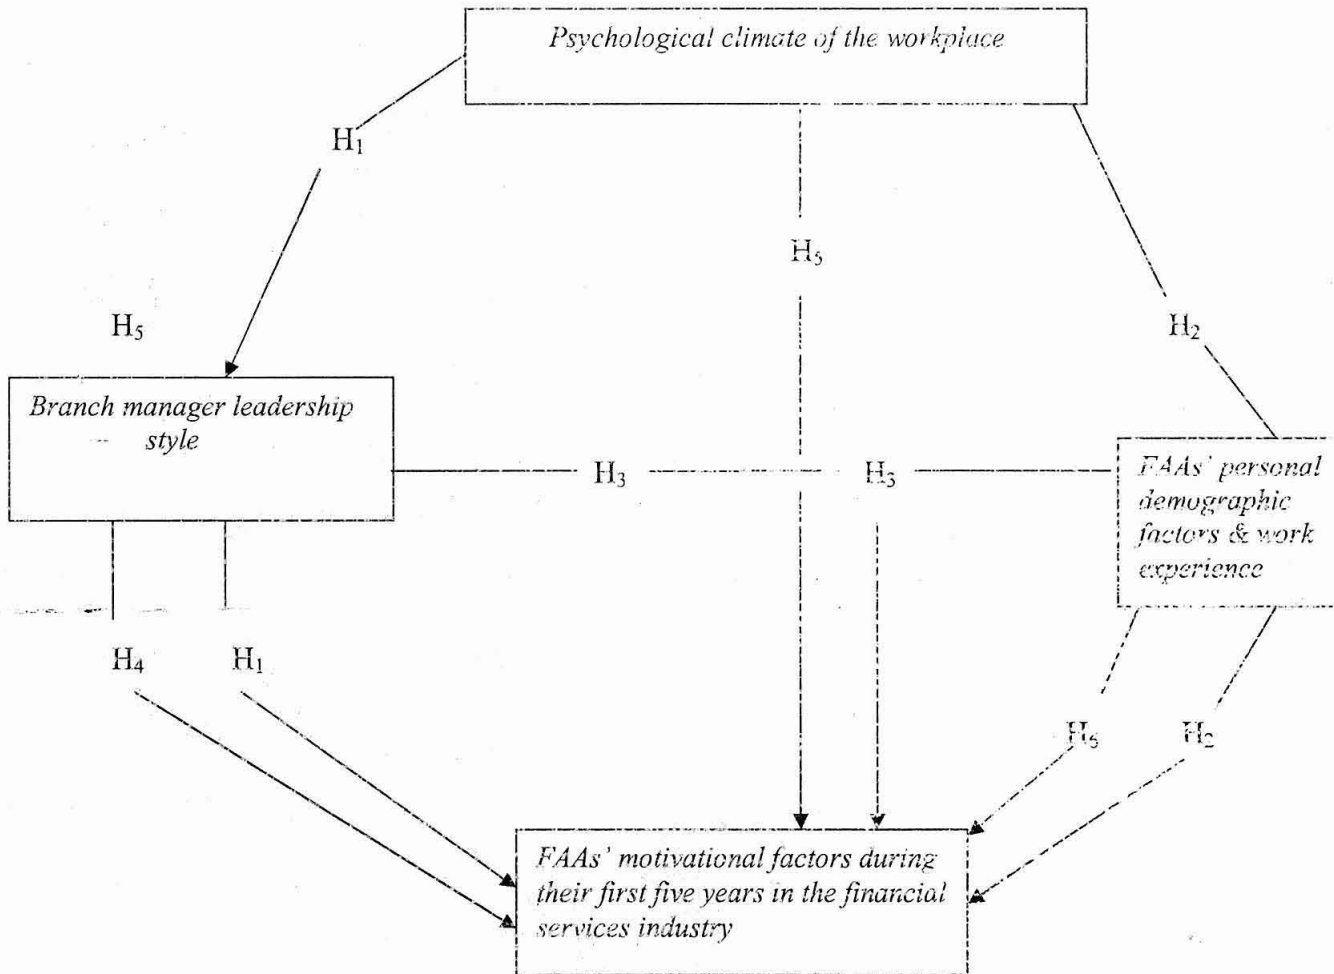 Psychological climate of the workplace
H₁
H₅
H₅
H₂
Branch manager leadership
style
H₃
H₃
FAAs' personal
demographic
factors & work
experience
H₄
H₁
H₂
FAAs' motivational factors during
their first five years in the financial
services industry